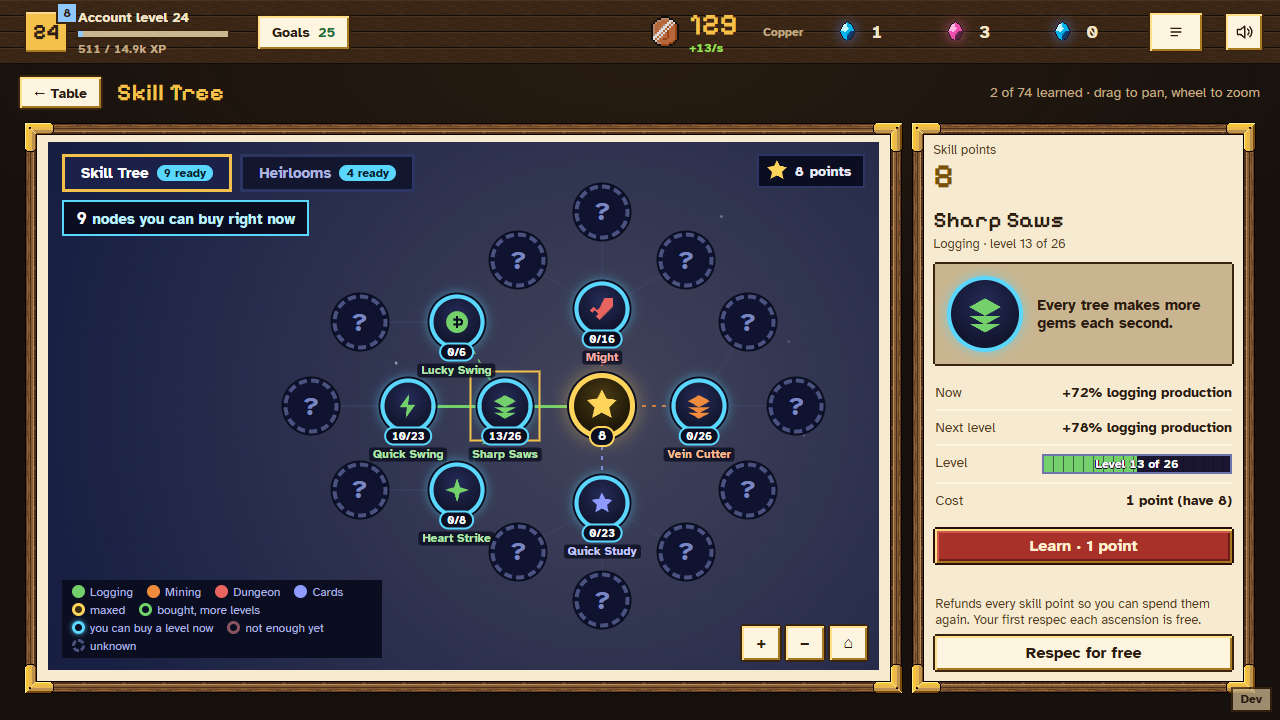 24
8
Account level 24
511 / 14.9k XP
Goals 25
189
+13/s
Copper
1
3
0
← Table
Skill Tree
2 of 74 learned · drag to pan, wheel to zoom
Skill Tree 9 ready
Heirlooms 4 ready
8 points
9 nodes you can buy right now
?
?
?
?
?
0/6
Lucky Swing
0/16
Might
?
10/23
Quick Swing
13/26
Sharp Saws
8
0/26
Vein Cutter
?
?
0/8
Heart Strike
0/23
Quick Study
?
?
?
?
Logging Mining Dungeon Cards
maxed bought, more levels
you can buy a level now not enough yet
unknown
+
−
⌂
Skill points
8
Sharp Saws
Logging · level 13 of 26
Every tree makes more
gems each second.
Now +72% logging production
Next level +78% logging production
Level Level 13 of 26
Cost 1 point (have 8)
Learn · 1 point
Refunds every skill point so you can spend them
again. Your first respec each ascension is free.
Respec for free
Dev